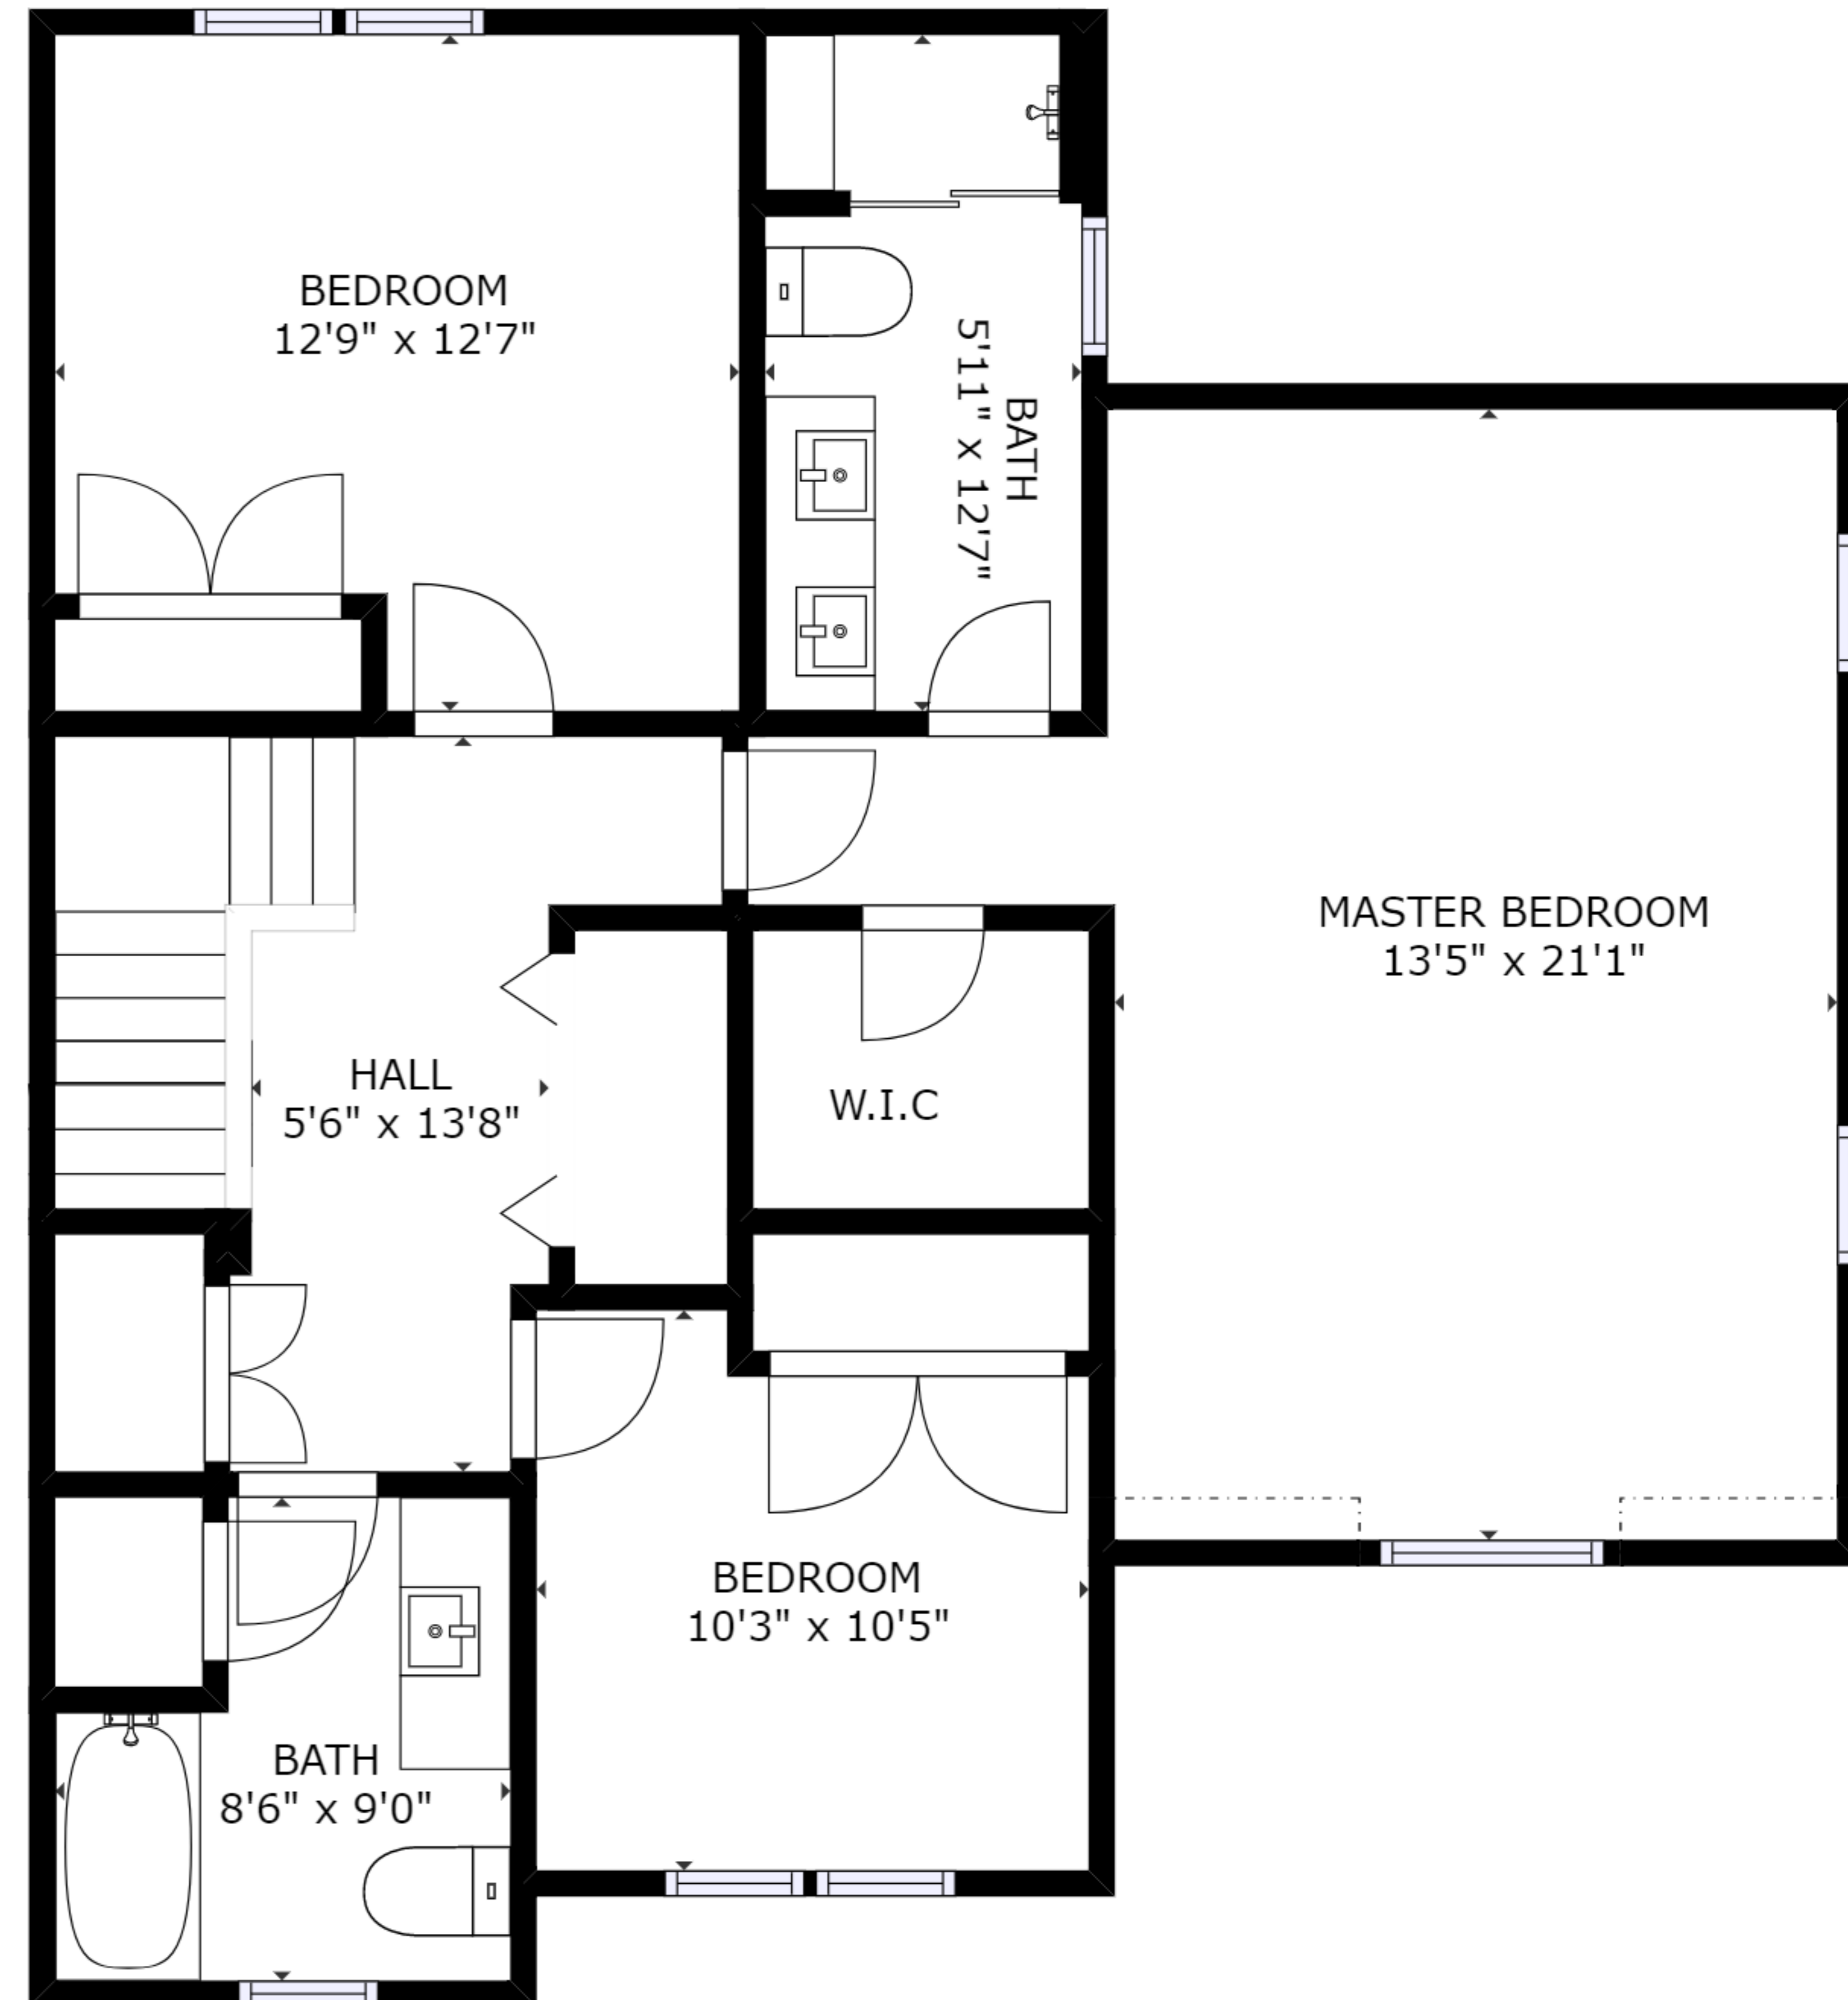 BEDROOM
12'9" x 12'7"
BATH
5'11" x 12'7"
MASTER BEDROOM
13'5" x 21'1"
HALL
5'6" x 13'8"
W.I.C
BEDROOM
10'3" x 10'5"
BATH
8'6" x 9'0"